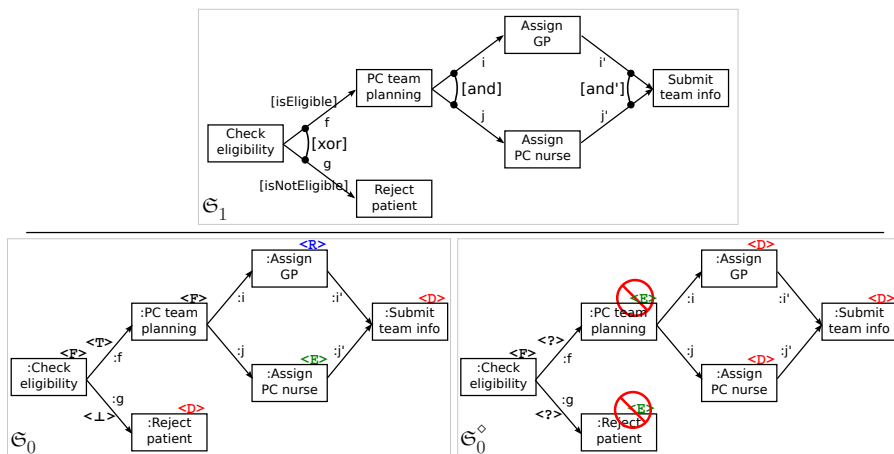 Assign
GP
i
i'
PC team
planning
[and]
[and']
Submit
team info
[isEligible]
f
j
j'
Check
eligibility
[xor]
Assign
PC nurse
g
[isNotEligible]
Reject
patient
𝔖₁
<R>
:Assign
GP
<F>
:i
:i'
:PC team
planning
<D>
:Submit
team info
<T>
<F>
:f
:j
<E>
:j'
:Check
eligibility
:Assign
PC nurse
:g
<⊥>
<D>
:Reject
patient
𝔖₀
<D>
:Assign
GP
<E>
:i
:i'
:PC team
planning
<D>
:Submit
team info
<?>
<F>
:f
:j
<D>
:j'
:Check
eligibility
:Assign
PC nurse
:g
<?>
<E>
:Reject
patient
𝔖₀^⋄